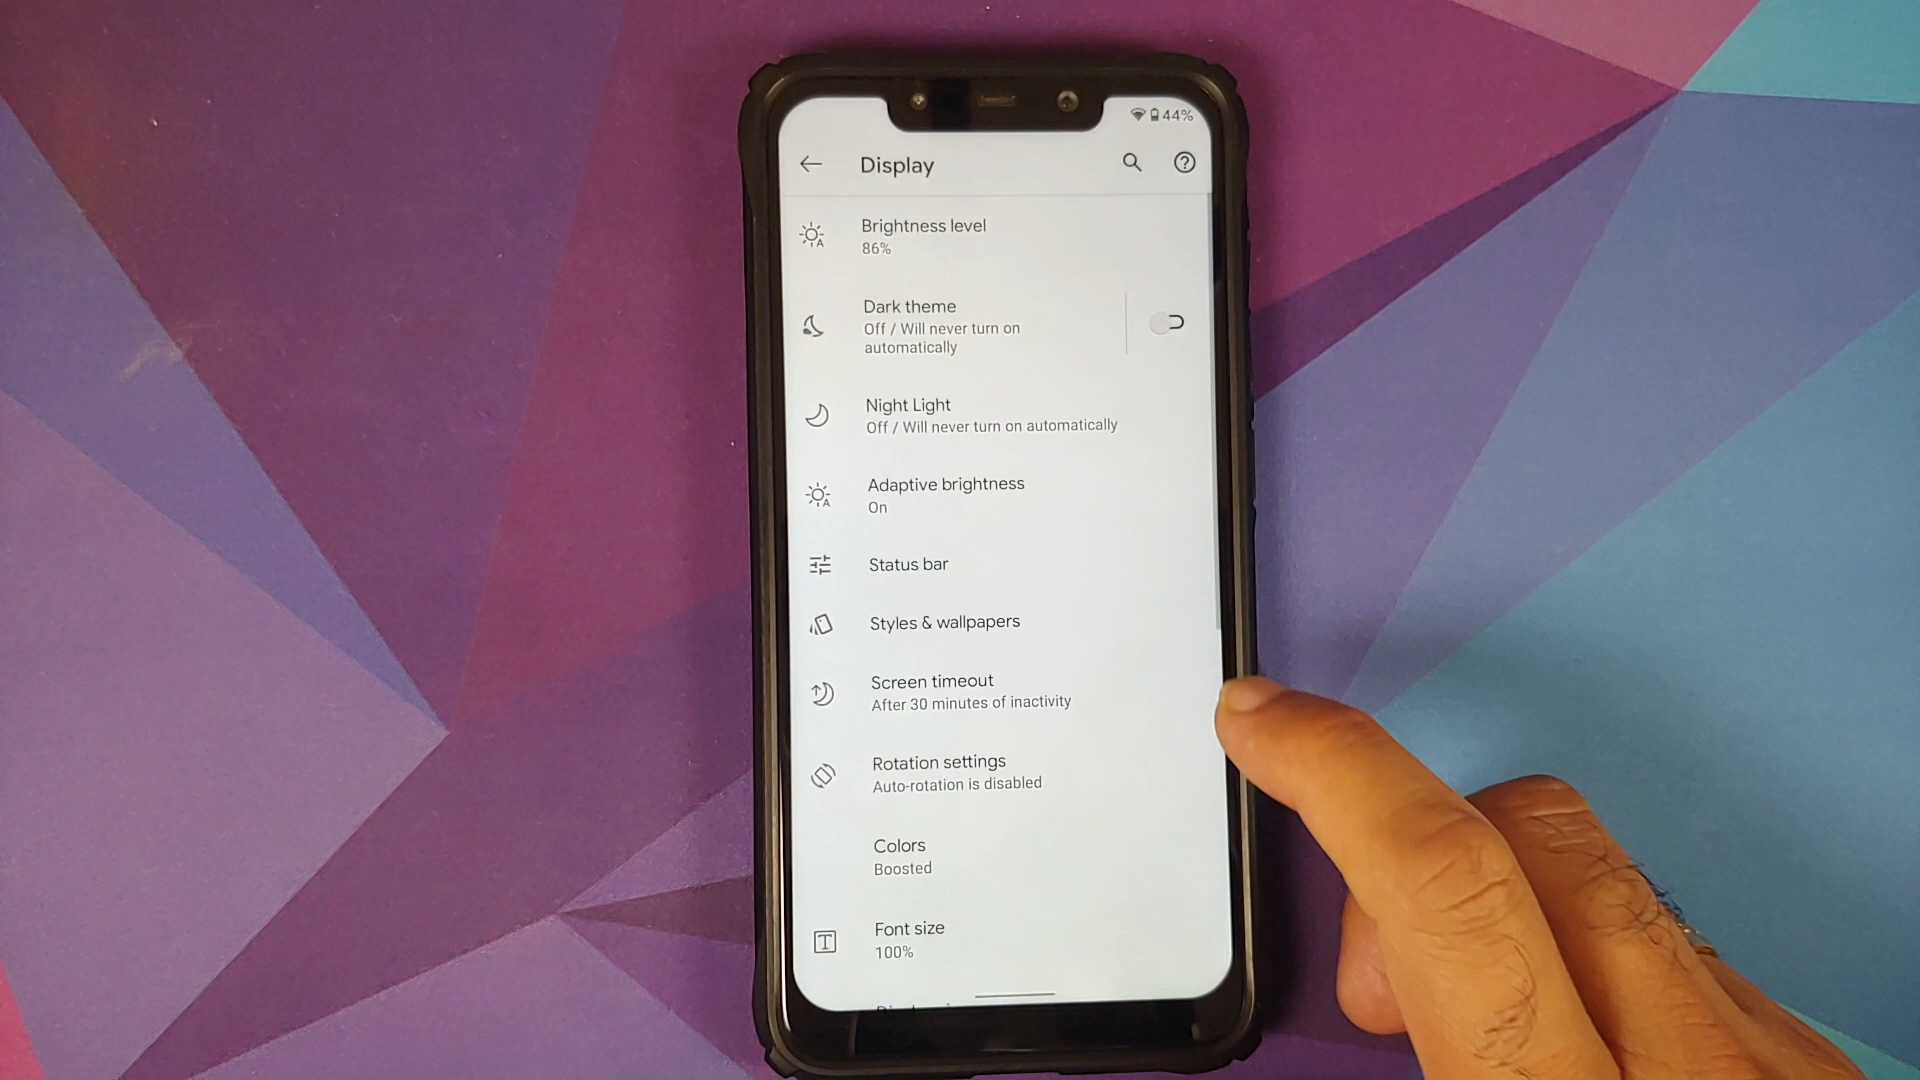 44%
Display
Brightness level
86%
Dark theme
Off / Will never turn on
automatically
Night Light
Off / Will never turn on automatically
Adaptive brightness
On
Status bar
Styles & wallpapers
Screen timeout
After 30 minutes of inactivity
Rotation settings
Auto-rotation is disabled
Colors
Boosted
Font size
100%